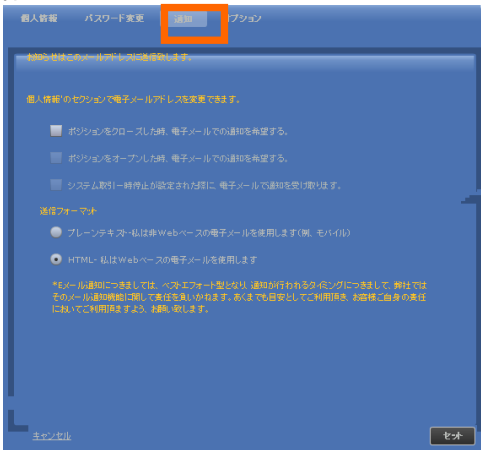 個人情報 パスワード変更 通知 オプション
お知らせはこのメールアドレスに送信致します。
個人情報'のセクションで電子メールアドレスを変更できます。
ポジションをクローズした時、電子メールでの通知を希望する。
ポジションをオープンした時、電子メールでの通知を希望する。
システム取引一時停止が設定された際に、電子メールで通知を受け取ります。
送信フォーマット
プレーンテキスト-私は非Webベースの電子メールを使用します(例、モバイル)
HTML- 私はWebベースの電子メールを使用します
*Eメール通知につきましては、ベストエフォート型となり、通知が行われるタイミングにつきまして、弊社では
そのメール通知機能に関して責任を負いかねます。あくまでも目安としてご利用頂き、お客様ご自身の責任
においてご利用頂ますよう、お願い致します。
キャンセル
セット